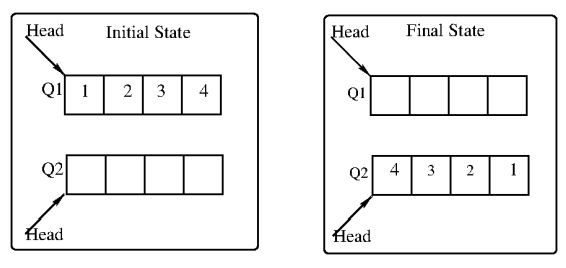 Head
Initial State
Q1 1 2 3 4
Q2
Head
Head
Final State
Q1
Q2 4 3 2 1
Head